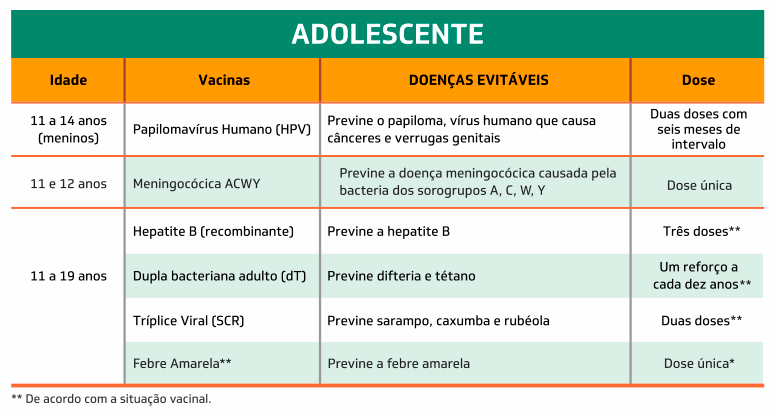 ADOLESCENTE
Idade Vacinas DOENÇAS EVITÁVEIS Dose
11 a 14 anos
(meninos)
Papilomavírus Humano (HPV)
Previne o papiloma, vírus humano que causa
cânceres e verrugas genitais
Duas doses com
seis meses de
intervalo
11 e 12 anos
Meningocócica ACWY
Previne a doença meningocócica causada pela
bacteria dos sorogrupos A, C, W, Y
Dose única
11 a 19 anos
Hepatite B (recombinante)
Previne a hepatite B
Três doses**
Dupla bacteriana adulto (dT)
Previne difteria e tétano
Um reforço a
cada dez anos**
Tríplice Viral (SCR)
Previne sarampo, caxumba e rubéola
Duas doses**
Febre Amarela**
Previne a febre amarela
Dose única*
** De acordo com a situação vacinal.